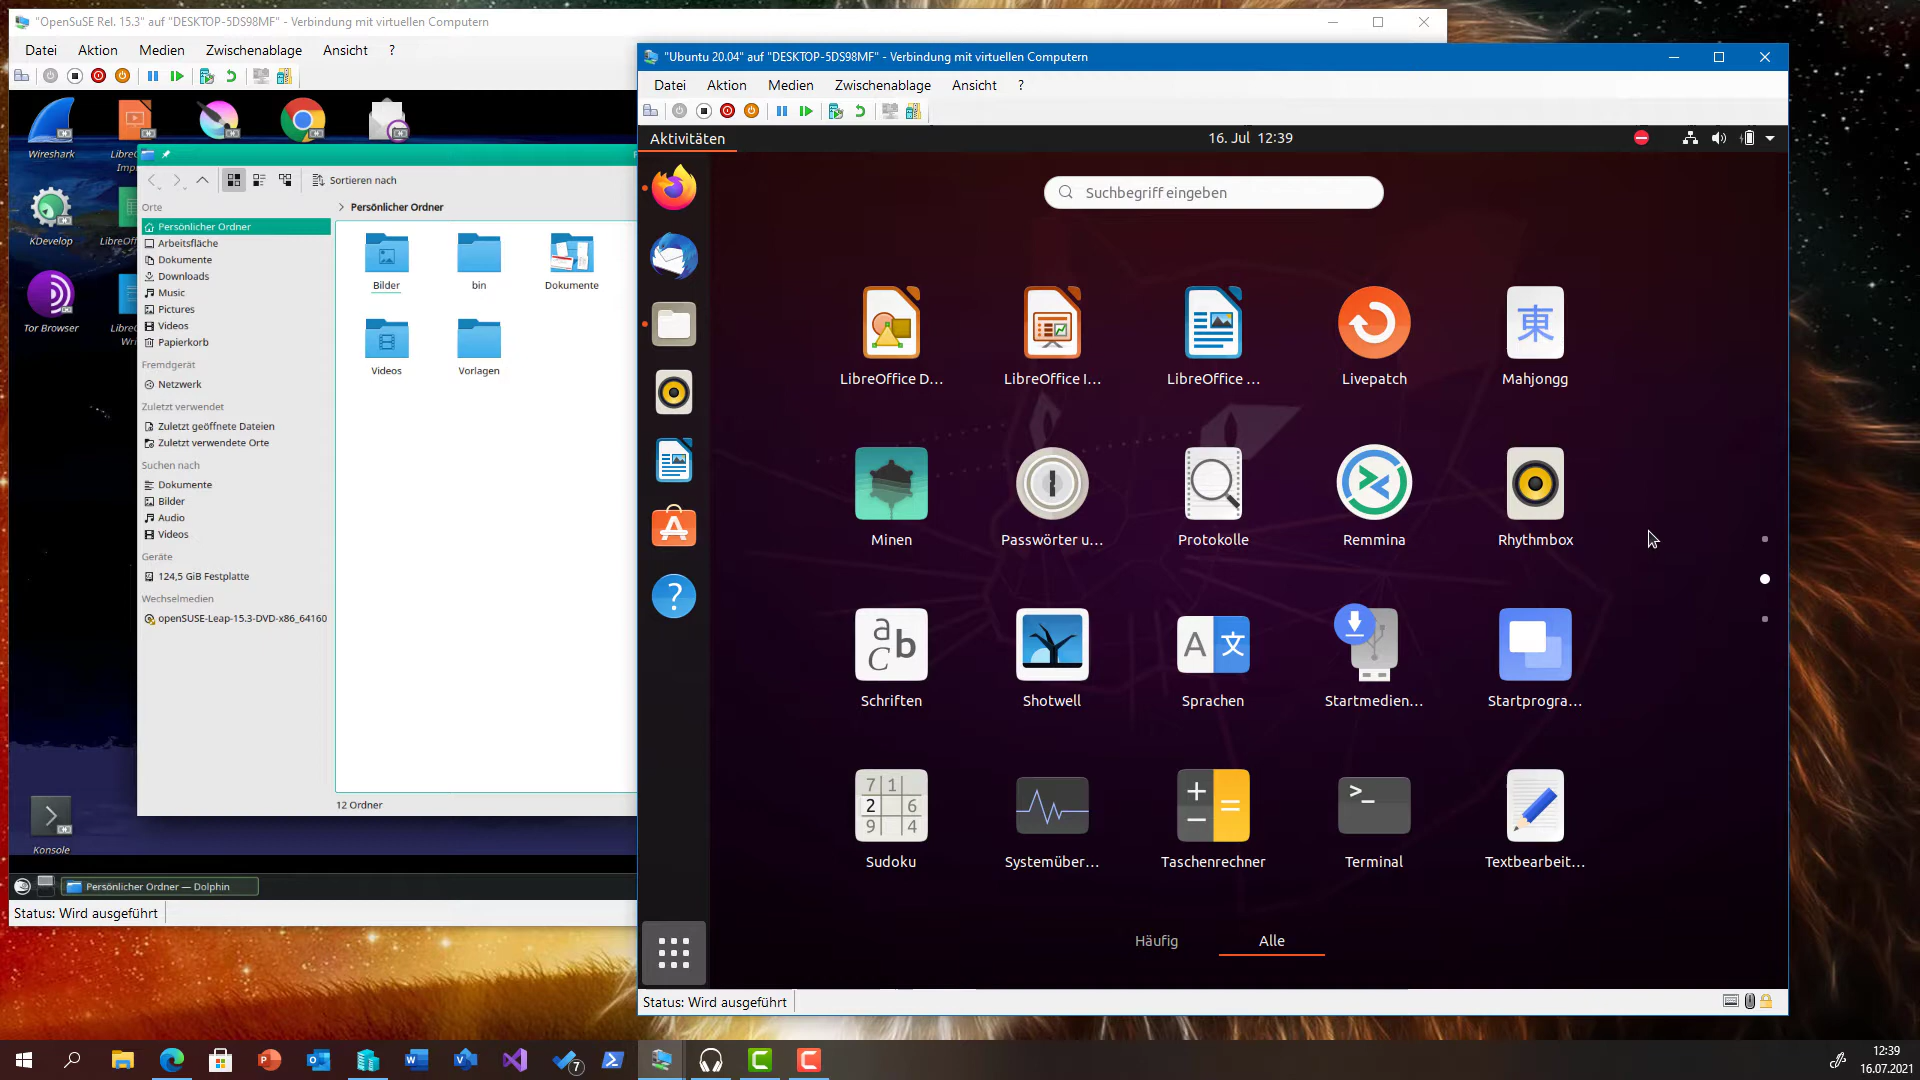 "OpenSuSE Rel. 15.3" auf "DESKTOP-5DS98MF" - Verbindung mit virtuellen Computern
Datei Aktion Medien Zwischenablage Ansicht ?
Wireshark
Libre
Imp
KDevelop
LibreOf
Tor Browser
Libre
Wri
Konsole
Sortieren nach
Orte
Persönlicher Ordner
Arbeitsfläche
Dokumente
Downloads
Music
Pictures
Videos
Papierkorb
Fremdgerät
Netzwerk
Zuletzt verwendet
Zuletzt geöffnete Dateien
Zuletzt verwendete Orte
Suchen nach
Dokumente
Bilder
Audio
Videos
Geräte
124,5 GiB Festplatte
Wechselmedien
openSUSE-Leap-15.3-DVD-x86_64160
Persönlicher Ordner
Bilder bin Dokumente
Videos Vorlagen
12 Ordner
Persönlicher Ordner — Dolphin
Status: Wird ausgeführt
"Ubuntu 20.04" auf "DESKTOP-5DS98MF" - Verbindung mit virtuellen Computern
Datei Aktion Medien Zwischenablage Ansicht ?
Aktivitäten 16. Jul 12:39
Suchbegriff eingeben
LibreOffice D... LibreOffice I... LibreOffice ... Livepatch Mahjongg
Minen Passwörter u... Protokolle Remmina Rhythmbox
Schriften Shotwell Sprachen Startmedien... Startprogra...
Sudoku Systemüber... Taschenrechner Terminal Textbearbeit...
Häufig Alle
Status: Wird ausgeführt
7
12:39
16.07.2021